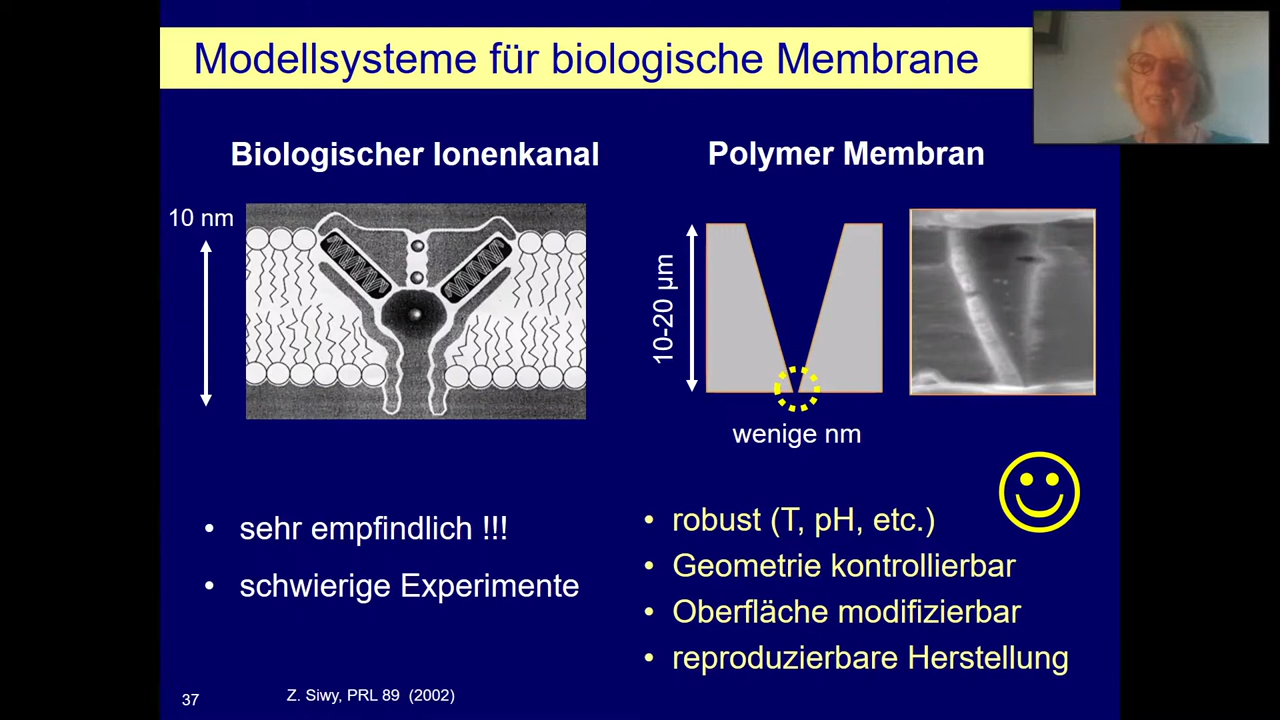 Modellsysteme für biologische Membrane
Biologischer Ionenkanal
10 nm
Polymer Membran
10-20 µm
wenige nm
• sehr empfindlich !!!
• schwierige Experimente
• robust (T, pH, etc.)
• Geometrie kontrollierbar
• Oberfläche modifizierbar
• reproduzierbare Herstellung
37
Z. Siwy, PRL 89 (2002)